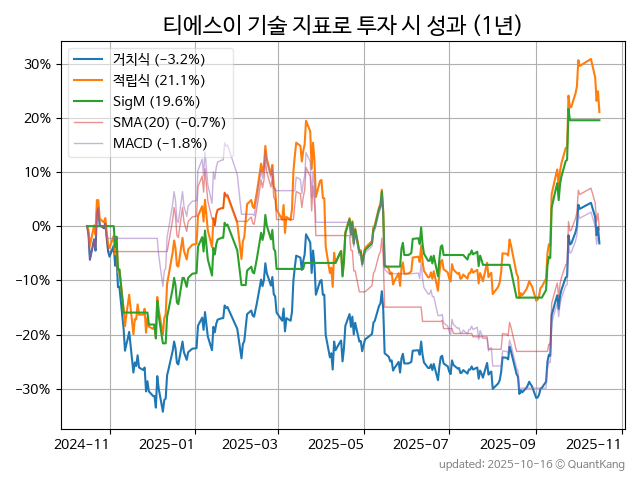 티에스이 기술 지표로 투자 시 성과 (1년)
거치식 (−3.2%)
적립식 (21.1%)
SigM (19.6%)
SMA(20) (−0.7%)
MACD (−1.8%)
30%
20%
10%
0%
−10%
−20%
−30%
2024-11 2025-01 2025-03 2025-05 2025-07 2025-09 2025-11
updated: 2025-10-16 © QuantKang